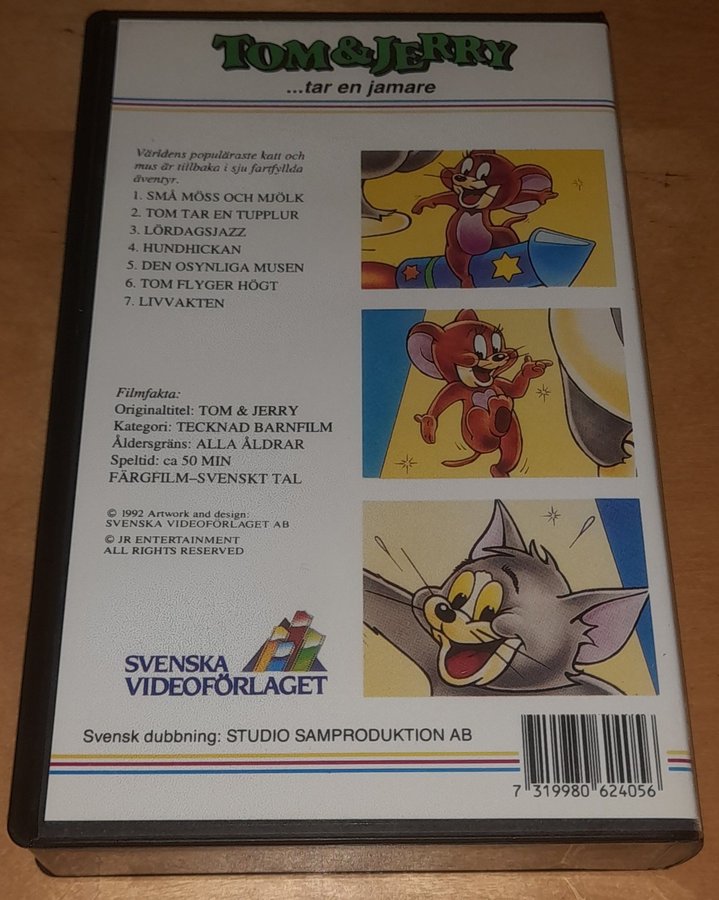 TOM & JERRY
...tar en jamare
Världens populäraste katt och
mus är tillbaka i sju fartfyllda
äventyr.
1. SMÅ MÖSS OCH MJÖLK
2. TOM TAR EN TUPPLUR
3. LÖRDAGSJAZZ
4. HUNDHICKAN
5. DEN OSYNLIGA MUSEN
6. TOM FLYGER HÖGT
7. LIVVAKTEN
Filmfakta:
Originaltitel: TOM & JERRY
Kategori: TECKNAD BARNFILM
Åldersgräns: ALLA ÅLDRAR
Speltid: ca 50 MIN
FÄRGFILM–SVENSKT TAL
© 1992 Artwork and design:
SVENSKA VIDEOFÖRLAGET AB
© JR ENTERTAINMENT
ALL RIGHTS RESERVED
SVENSKA
VIDEOFÖRLAGET
Svensk dubbning: STUDIO SAMPRODUKTION AB
7 319980 624056